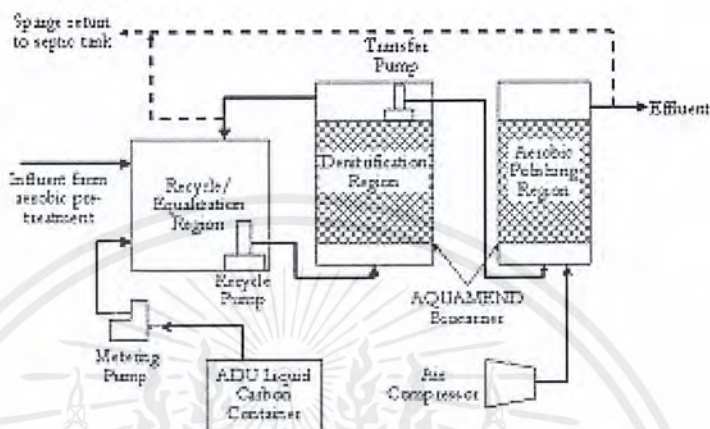 Sparge return
to septic tank
Transfer
Pump
Effluent
Influent from
aerobic pre-
treatment
Recycle/
Equalization
Region
Denitrification
Region
Aerobic
Polishing
Region
Recycle
Pump
AQUAMEND
Biocarrier
Metering
Pump
ADU Liquid
Carbon
Container
Air
Compressor